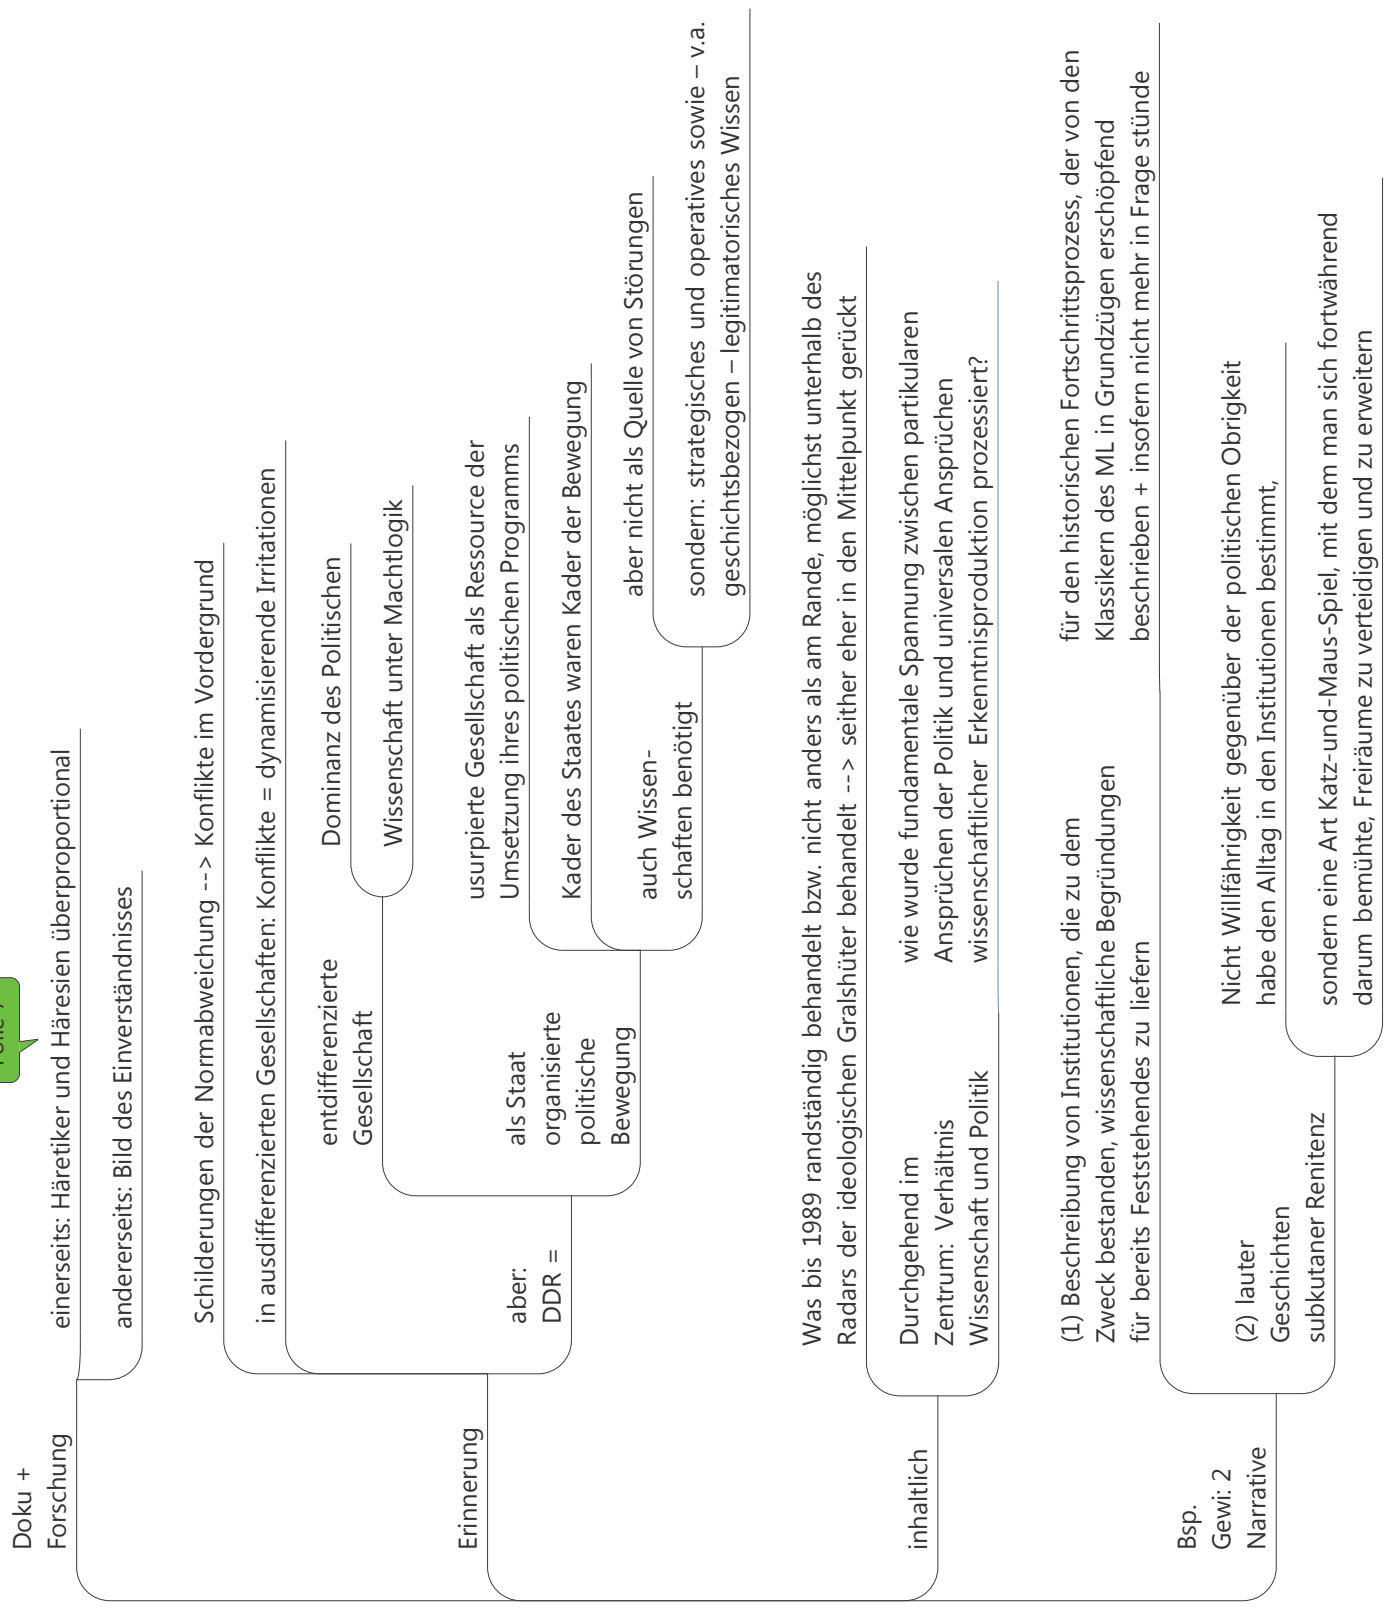 Doku +
Forschung
einerseits: Häretiker und Häresien überproportional
andererseits: Bild des Einverständnisses
Erinnerung
Schilderungen der Normabweichung --> Konflikte im Vordergrund
in ausdifferenzierten Gesellschaften: Konflikte = dynamisierende Irritationen
aber:
DDR =
entdifferenzierte
Gesellschaft
Dominanz des Politischen
Wissenschaft unter Machtlogik
als Staat
organisierte
politische
Bewegung
usurpierte Gesellschaft als Ressource der
Umsetzung ihres politischen Programms
Kader des Staates waren Kader der Bewegung
auch Wissen-
schaften benötigt
aber nicht als Quelle von Störungen
sondern: strategisches und operatives sowie – v.a.
geschichtsbezogen – legitimatorisches Wissen
inhaltlich
Was bis 1989 randständig behandelt bzw. nicht anders als am Rande, möglichst unterhalb des
Radars der ideologischen Gralshüter behandelt --> seither eher in den Mittelpunkt gerückt
Durchgehend im
Zentrum: Verhältnis
Wissenschaft und Politik
wie wurde fundamentale Spannung zwischen partikularen
Ansprüchen der Politik und universalen Ansprüchen
wissenschaftlicher Erkenntnisproduktion prozessiert?
Bsp.
Gewi: 2
Narrative
(1) Beschreibung von Institutionen, die zu dem
Zweck bestanden, wissenschaftliche Begründungen
für bereits Feststehendes zu liefern
für den historischen Fortschrittsprozess, der von den
Klassikern des ML in Grundzügen erschöpfend
beschrieben + insofern nicht mehr in Frage stünde
(2) lauter
Geschichten
subkutaner Renitenz
Nicht Willfährigkeit gegenüber der politischen Obrigkeit
habe den Alltag in den Institutionen bestimmt,
sondern eine Art Katz-und-Maus-Spiel, mit dem man sich fortwährend
darum bemühte, Freiräume zu verteidigen und zu erweitern